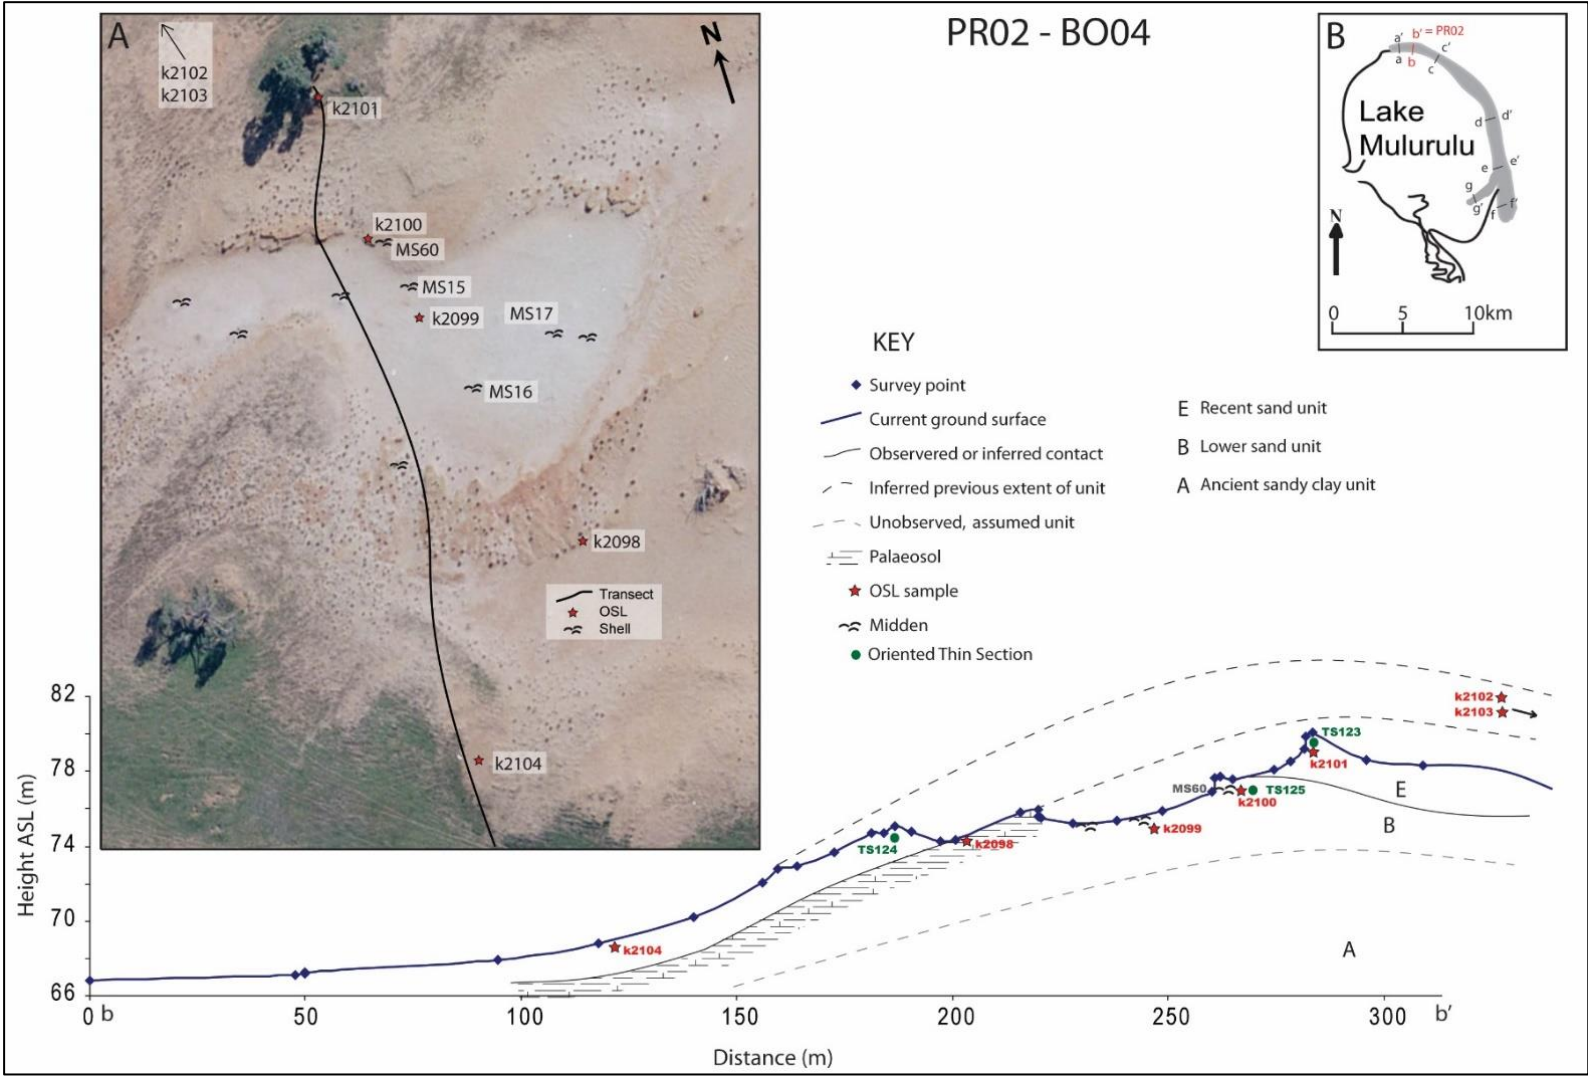 PR02 - BO04
A
k2102
k2103
N
k2101
k2100
MS60
MS15
k2099
MS17
MS16
k2098
Transect
OSL
Shell
k2104
B
a' b' = PR02
a b c'
c
Lake
Mulurulu
d d'
e e'
g
g' f f'
N
0 5 10km
KEY
Survey point
Current ground surface
Observered or inferred contact
Inferred previous extent of unit
Unobserved, assumed unit
Palaeosol
OSL sample
Midden
Oriented Thin Section
E Recent sand unit
B Lower sand unit
A Ancient sandy clay unit
Height ASL (m)
82
78
74
70
66
k2102
k2103
TS123
k2101
MS60
k2100
TS125
E
B
k2099
TS124
k2098
k2104
A
0 b 50 100 150 200 250 300 b'
Distance (m)